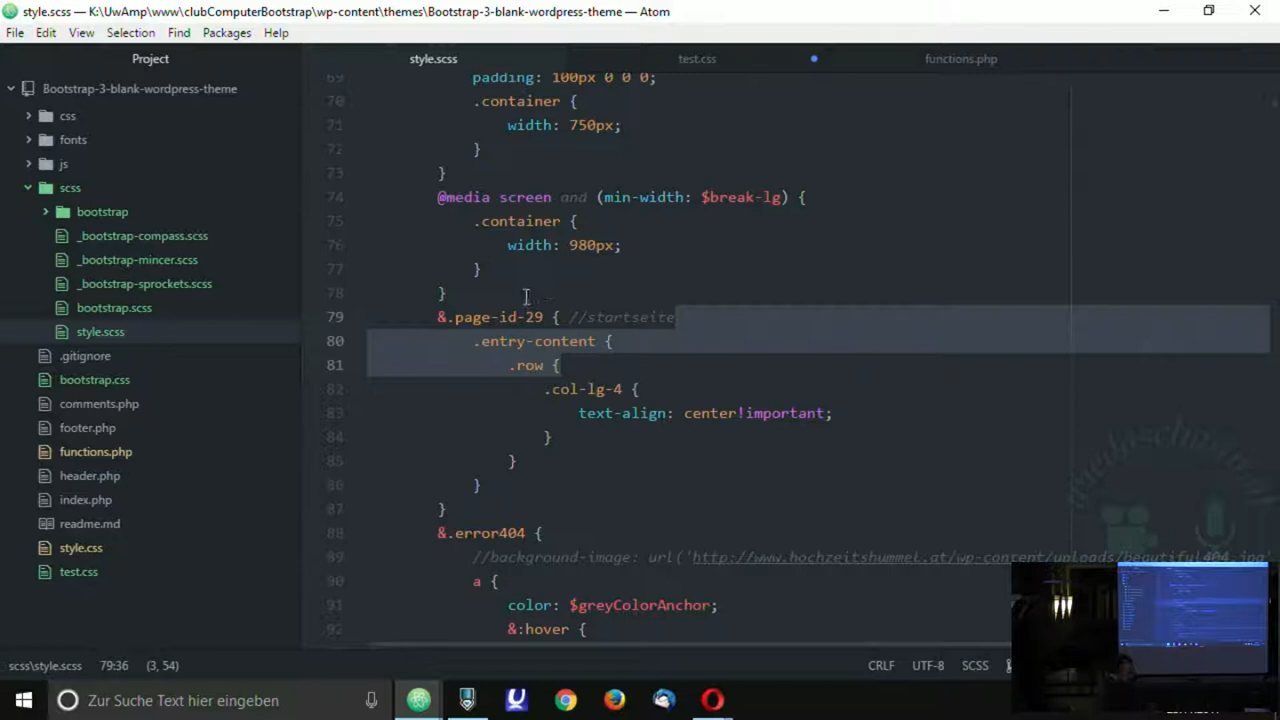 style.scss — K:\UwAmp\www\clubComputerBootstrap\wp-content\themes\Bootstrap-3-blank-wordpress-theme — Atom
File Edit View Selection Find Packages Help
Project
style.scss
test.css
functions.php
Bootstrap-3-blank-wordpress-theme
css
fonts
js
scss
bootstrap
_bootstrap-compass.scss
_bootstrap-mincer.scss
_bootstrap-sprockets.scss
bootstrap.scss
style.scss
.gitignore
bootstrap.css
comments.php
footer.php
functions.php
header.php
index.php
readme.md
style.css
test.css
69 padding: 100px 0 0 0;
70 .container {
71 width: 750px;
72 }
73 }
74 @media screen and (min-width: $break-lg) {
75 .container {
76 width: 980px;
77 }
78 }
79 &.page-id-29 { //startseite
80 .entry-content {
81 .row {
82 .col-lg-4 {
83 text-align: center!important;
84 }
85 }
86 }
87 }
88 &.error404 {
89 //background-image: url('http://www.hochzeitshummel.at/wp-content/uploads/beautiful404.jpg'
90 a {
91 color: $greyColorAnchor;
92 &:hover {
scss\style.scss 79:36 (3, 54)
CRLF UTF-8 SCSS
Zur Suche Text hier eingeben